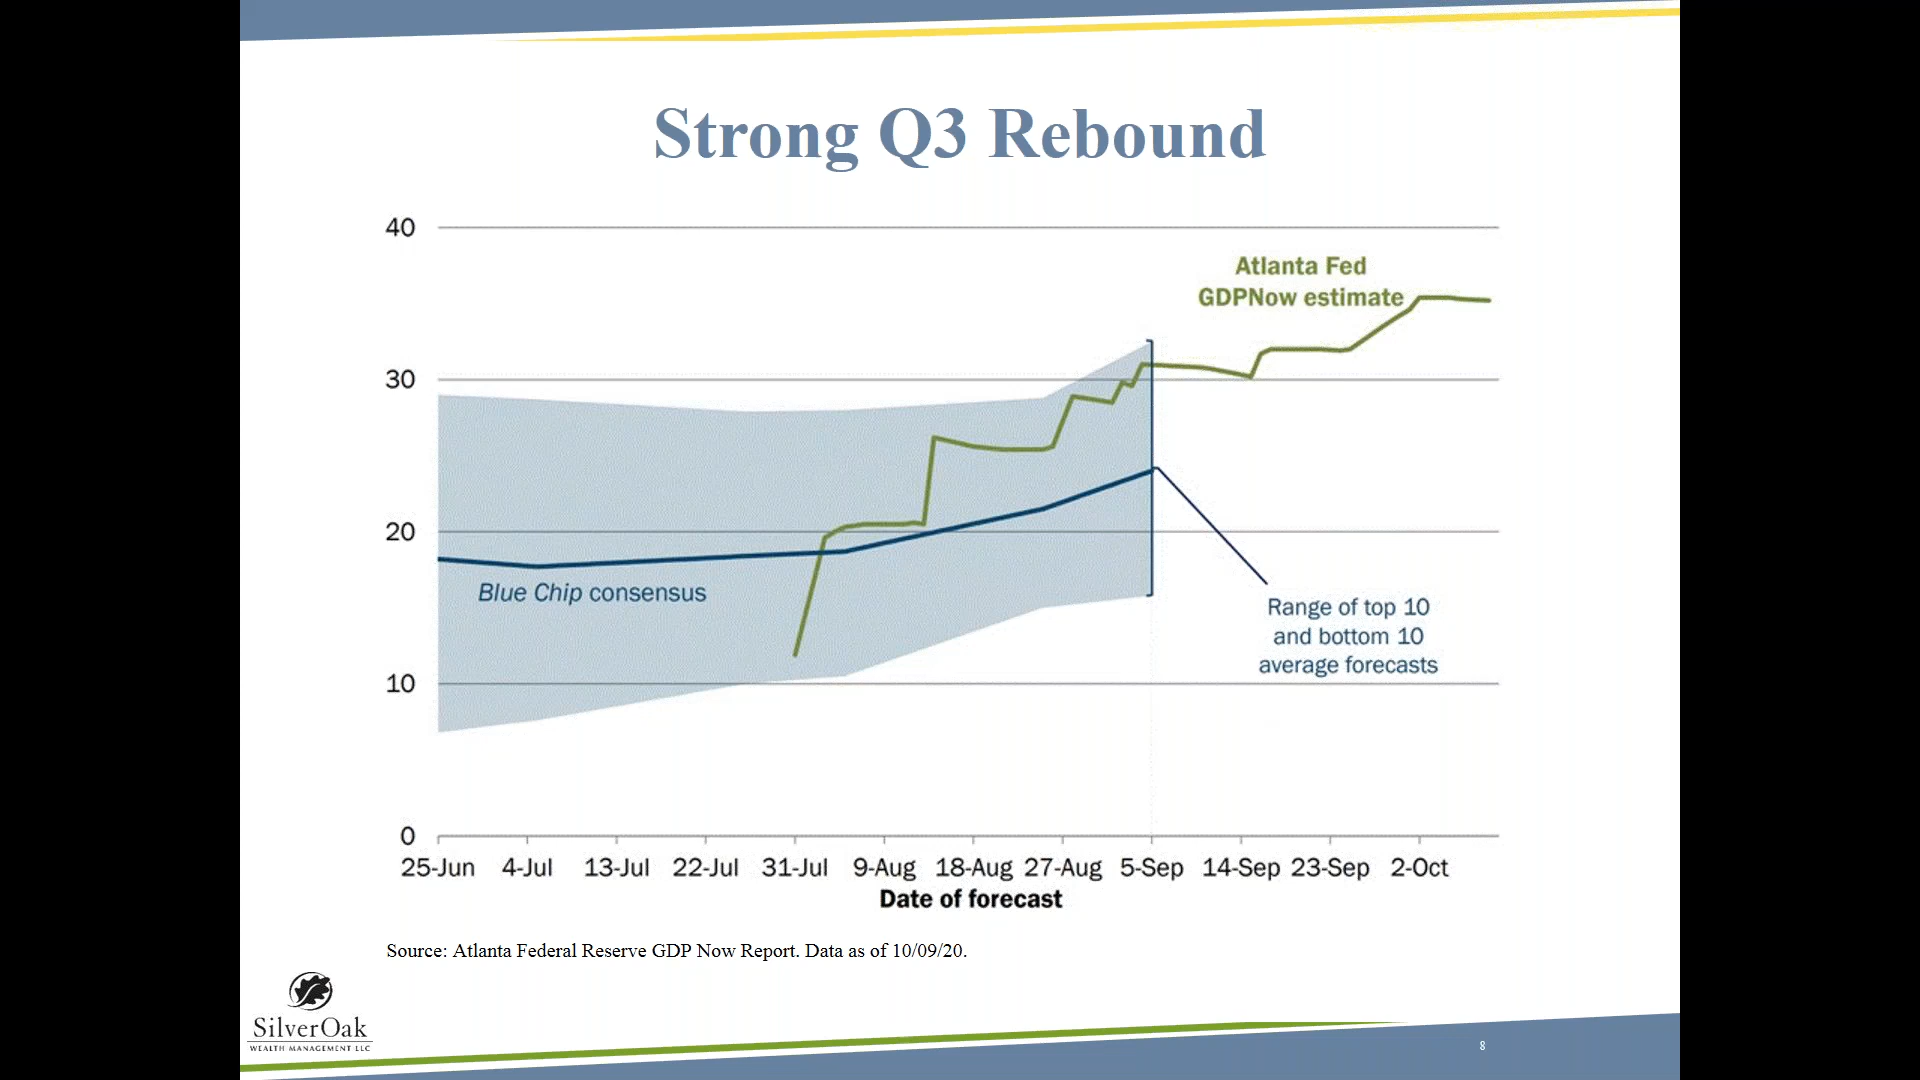 Strong Q3 Rebound
40
Atlanta Fed
GDPNow estimate
30
20
Blue Chip consensus
Range of top 10
and bottom 10
average forecasts
10
0
25-Jun 4-Jul 13-Jul 22-Jul 31-Jul 9-Aug 18-Aug 27-Aug 5-Sep 14-Sep 23-Sep 2-Oct
Date of forecast
Source: Atlanta Federal Reserve GDP Now Report. Data as of 10/09/20.
SilverOak
WEALTH MANAGEMENT LLC
8